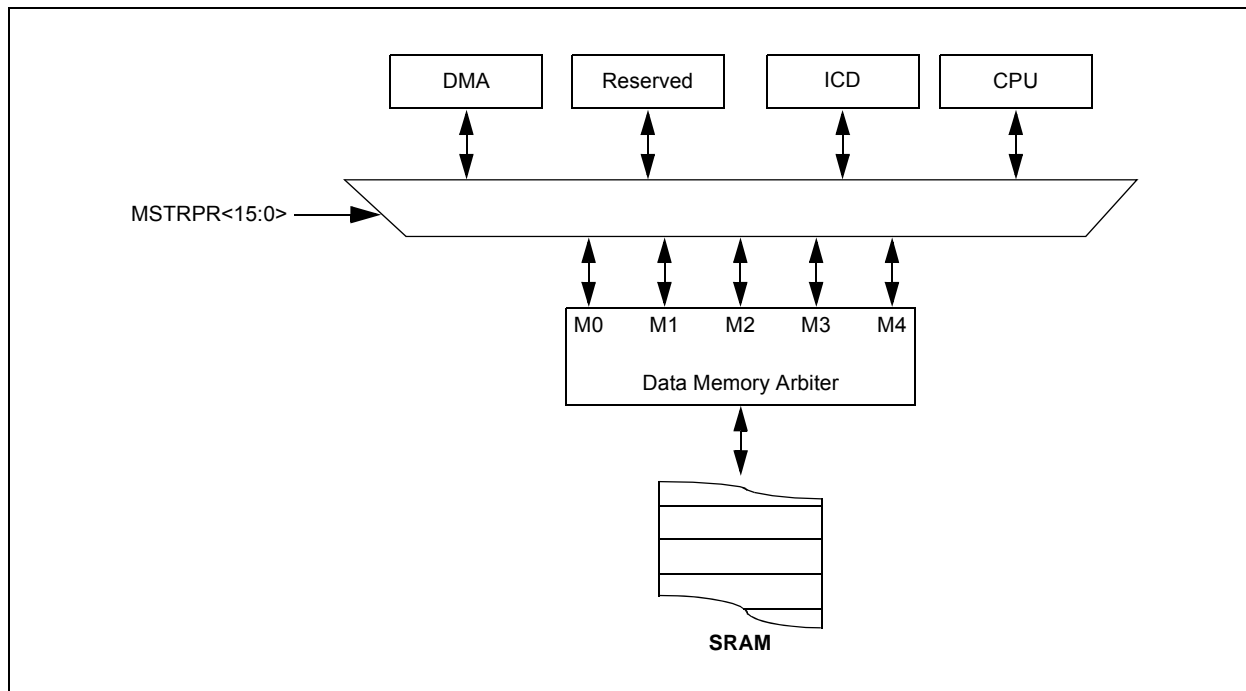 DMA
Reserved
ICD
CPU
MSTRPR<15:0>
M0
M1
M2
M3
M4
Data Memory Arbiter
SRAM